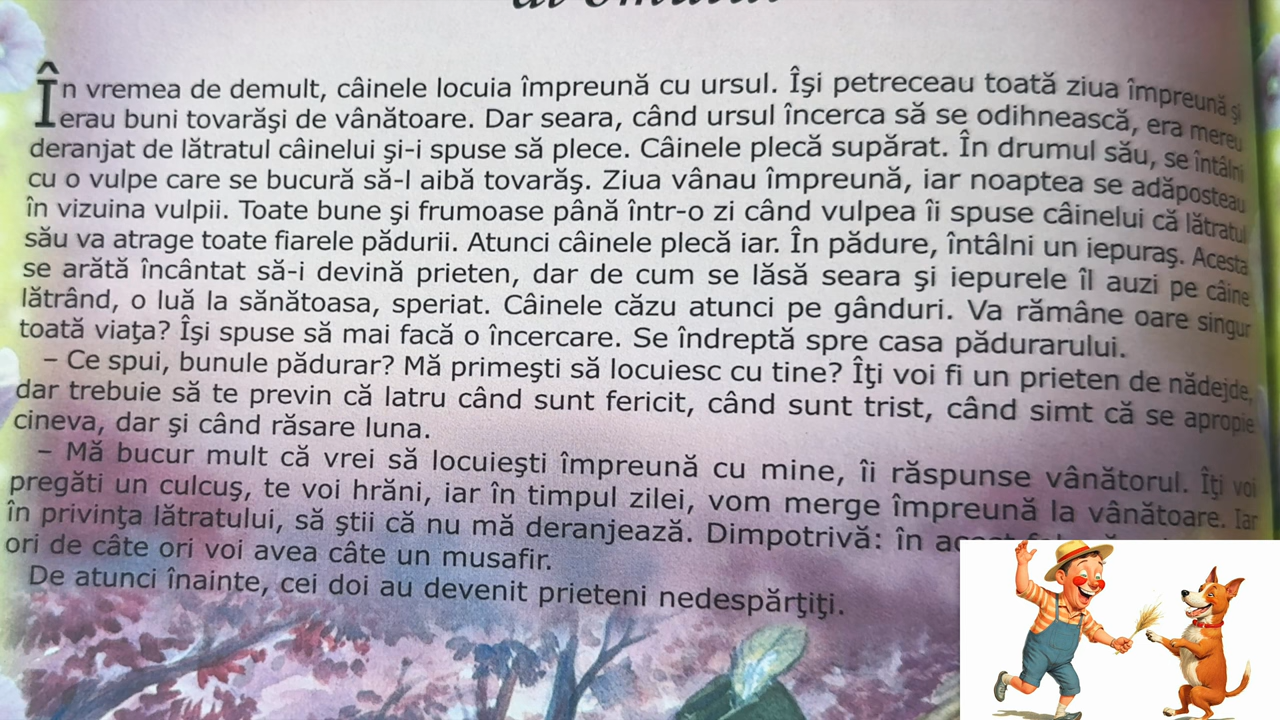 În vremea de demult, câinele locuia împreună cu ursul. Îşi petreceau toată ziua împreună şi
erau buni tovarăşi de vânătoare. Dar seara, când ursul încerca să se odihnească, era mereu
deranjat de lătratul câinelui şi-i spuse să plece. Câinele plecă supărat. În drumul său, se întâlni
cu o vulpe care se bucură să-l aibă tovarăş. Ziua vânau împreună, iar noaptea se adăposteau
în vizuina vulpii. Toate bune şi frumoase până într-o zi când vulpea îi spuse câinelui că lătratul
său va atrage toate fiarele pădurii. Atunci câinele plecă iar. În pădure, întâlni un iepuraş. Acesta
se arătă încântat să-i devină prieten, dar de cum se lăsă seara şi iepurele îl auzi pe câine
lătrând, o luă la sănătoasa, speriat. Câinele căzu atunci pe gânduri. Va rămâne oare singur
toată viaţa? Îşi spuse să mai facă o încercare. Se îndreptă spre casa pădurarului.
– Ce spui, bunule pădurar? Mă primeşti să locuiesc cu tine? Îţi voi fi un prieten de nădejde,
dar trebuie să te previn că latru când sunt fericit, când sunt trist, când simt că se apropie
cineva, dar şi când răsare luna.
– Mă bucur mult că vrei să locuieşti împreună cu mine, îi răspunse vânătorul. Îţi voi
pregăti un culcuş, te voi hrăni, iar în timpul zilei, vom merge împreună la vânătoare. Iar
în privinţa lătratului, să ştii că nu mă deranjează. Dimpotrivă: în
ori de câte ori voi avea câte un musafir.
De atunci înainte, cei doi au devenit prieteni nedespărţiţi.